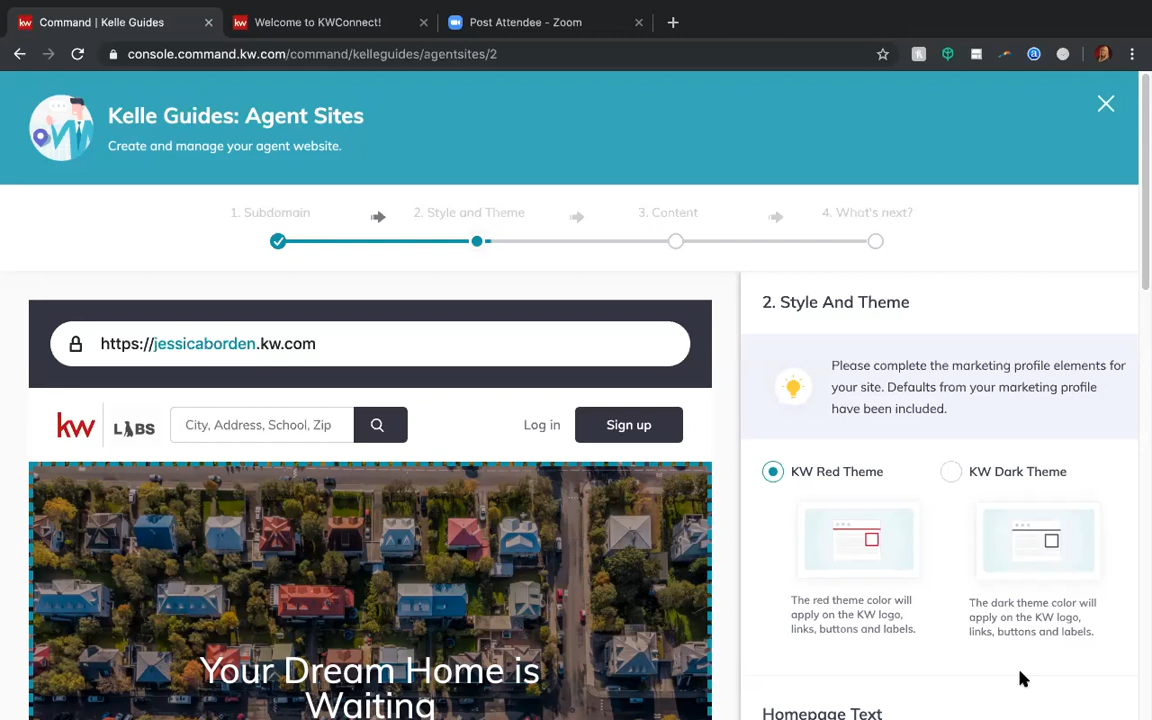 Command | Kelle Guides
Welcome to KWConnect!
Post Attendee - Zoom
console.command.kw.com/command/kelleguides/agentsites/2
Kelle Guides: Agent Sites
Create and manage your agent website.
1. Subdomain
2. Style and Theme
3. Content
4. What's next?
https://jessicaborden.kw.com
kw LABS
City, Address, School, Zip
Log in
Sign up
Your Dream Home is
Waiting
2. Style And Theme
Please complete the marketing profile elements for
your site. Defaults from your marketing profile
have been included.
KW Red Theme
KW Dark Theme
The red theme color will
apply on the KW logo,
links, buttons and labels.
The dark theme color will
apply on the KW logo,
links, buttons and labels.
Homepage Text